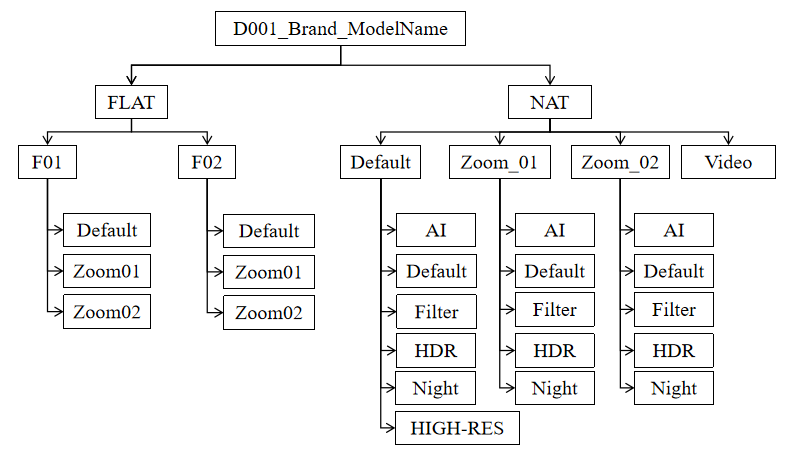 D001_Brand_ModelName
FLAT
NAT
F01
F02
Default
Zoom_01
Zoom_02
Video
Default
Zoom01
Zoom02
Default
Zoom01
Zoom02
AI
Default
Filter
HDR
Night
HIGH-RES
AI
Default
Filter
HDR
Night
AI
Default
Filter
HDR
Night